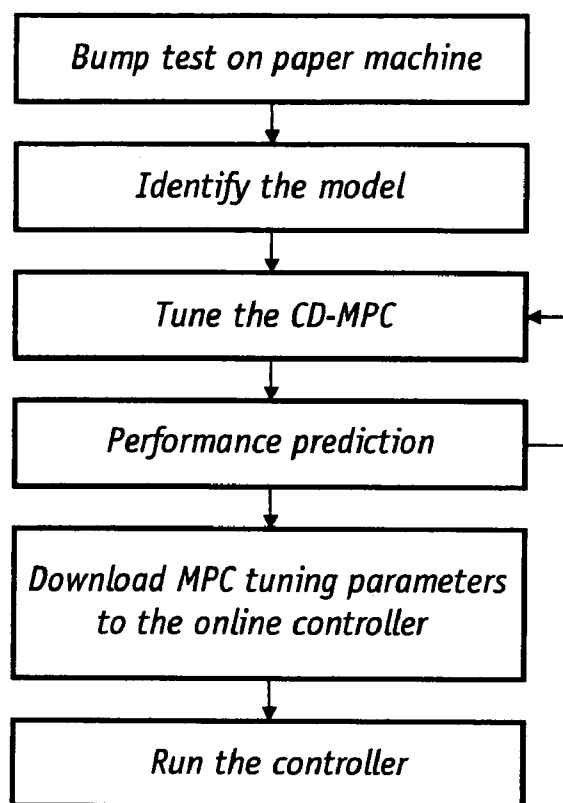 Bump test on paper machine
Identify the model
Tune the CD-MPC
Performance prediction
Download MPC tuning parameters
to the online controller
Run the controller